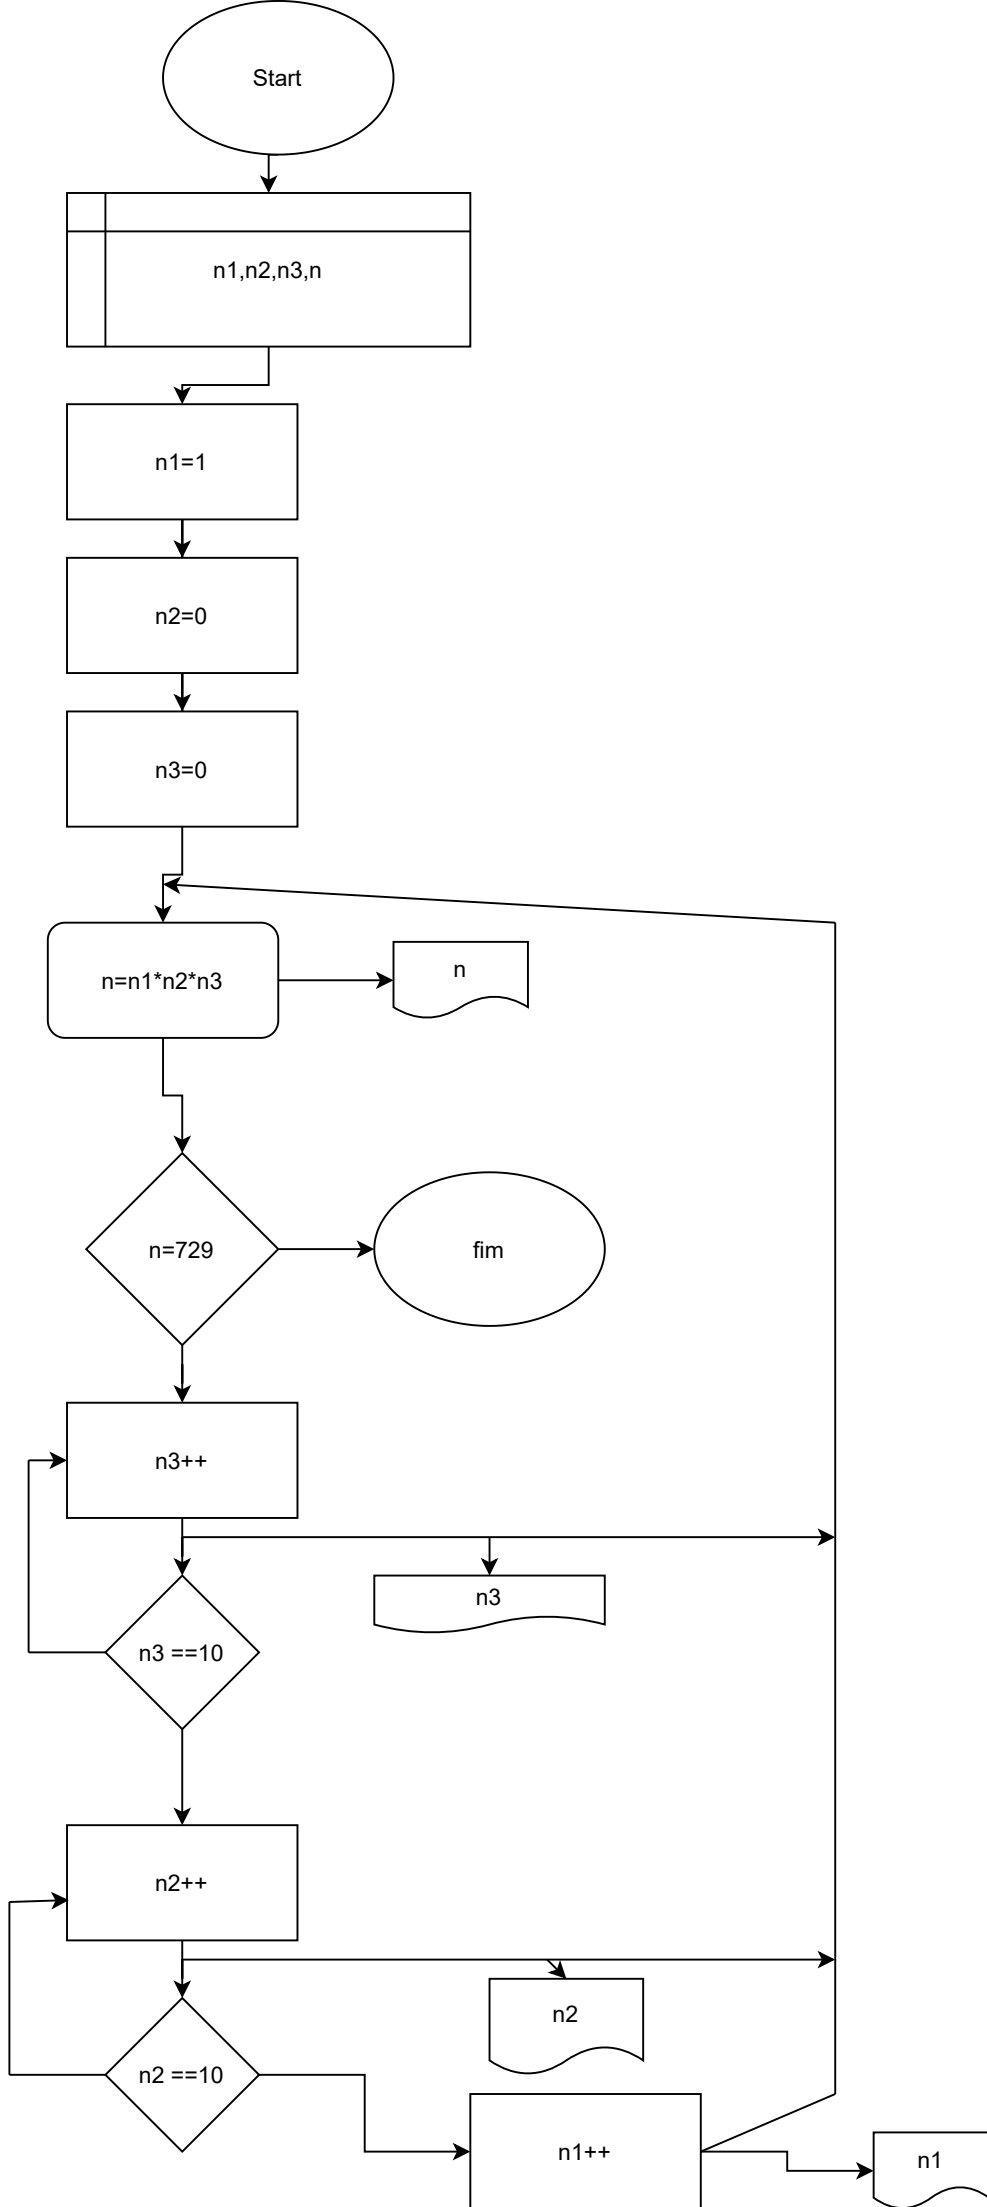 Start
n1,n2,n3,n
n1=1
n2=0
n3=0
n=n1*n2*n3
n
n=729
fim
n3++
n3
n3 ==10
n2++
n2
n2 ==10
n1++
n1